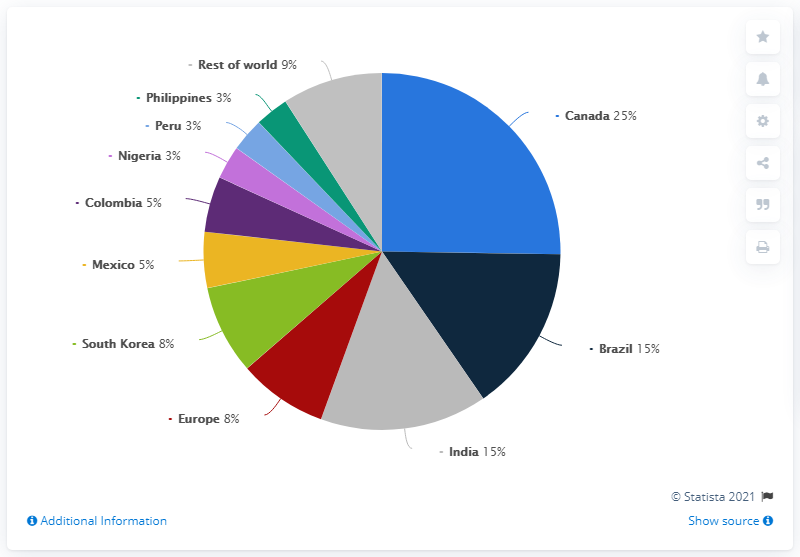 Rest of world 9%
Philippines 3%
Peru 3%
Nigeria 3%
Colombia 5%
Mexico 5%
South Korea 8%
Europe 8%
Canada 25%
Brazil 15%
India 15%
© Statista 2021
Additional Information
Show source